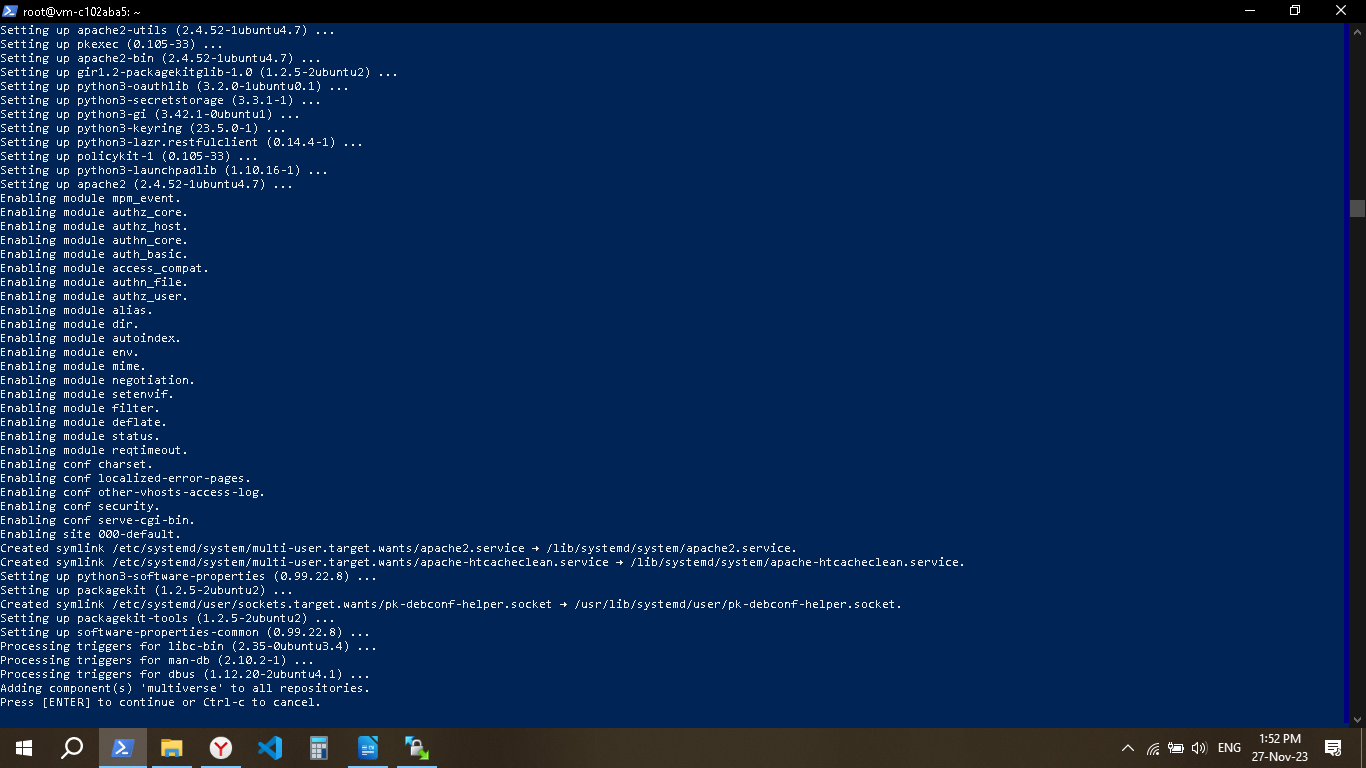 root@vm-c102aba5: ~
Setting up apache2-utils (2.4.52-1ubuntu4.7) ...
Setting up pkexec (0.105-33) ...
Setting up apache2-bin (2.4.52-1ubuntu4.7) ...
Setting up gir1.2-packagekitglib-1.0 (1.2.5-2ubuntu2) ...
Setting up python3-oauthlib (3.2.0-1ubuntu0.1) ...
Setting up python3-secretstorage (3.3.1-1) ...
Setting up python3-gi (3.42.1-0ubuntu1) ...
Setting up python3-keyring (23.5.0-1) ...
Setting up python3-lazr.restfulclient (0.14.4-1) ...
Setting up policykit-1 (0.105-33) ...
Setting up python3-launchpadlib (1.10.16-1) ...
Setting up apache2 (2.4.52-1ubuntu4.7) ...
Enabling module mpm_event.
Enabling module authz_core.
Enabling module authz_host.
Enabling module authn_core.
Enabling module auth_basic.
Enabling module access_compat.
Enabling module authn_file.
Enabling module authz_user.
Enabling module alias.
Enabling module dir.
Enabling module autoindex.
Enabling module env.
Enabling module mime.
Enabling module negotiation.
Enabling module setenvif.
Enabling module filter.
Enabling module deflate.
Enabling module status.
Enabling module reqtimeout.
Enabling conf charset.
Enabling conf localized-error-pages.
Enabling conf other-vhosts-access-log.
Enabling conf security.
Enabling conf serve-cgi-bin.
Enabling site 000-default.
Created symlink /etc/systemd/system/multi-user.target.wants/apache2.service → /lib/systemd/system/apache2.service.
Created symlink /etc/systemd/system/multi-user.target.wants/apache-htcacheclean.service → /lib/systemd/system/apache-htcacheclean.service.
Setting up python3-software-properties (0.99.22.8) ...
Setting up packagekit (1.2.5-2ubuntu2) ...
Created symlink /etc/systemd/user/sockets.target.wants/pk-debconf-helper.socket → /usr/lib/systemd/user/pk-debconf-helper.socket.
Setting up packagekit-tools (1.2.5-2ubuntu2) ...
Setting up software-properties-common (0.99.22.8) ...
Processing triggers for libc-bin (2.35-0ubuntu3.4) ...
Processing triggers for man-db (2.10.2-1) ...
Processing triggers for dbus (1.12.20-2ubuntu4.1) ...
Adding component(s) 'multiverse' to all repositories.
Press [ENTER] to continue or Ctrl-c to cancel.
ENG
1:52 PM
27-Nov-23